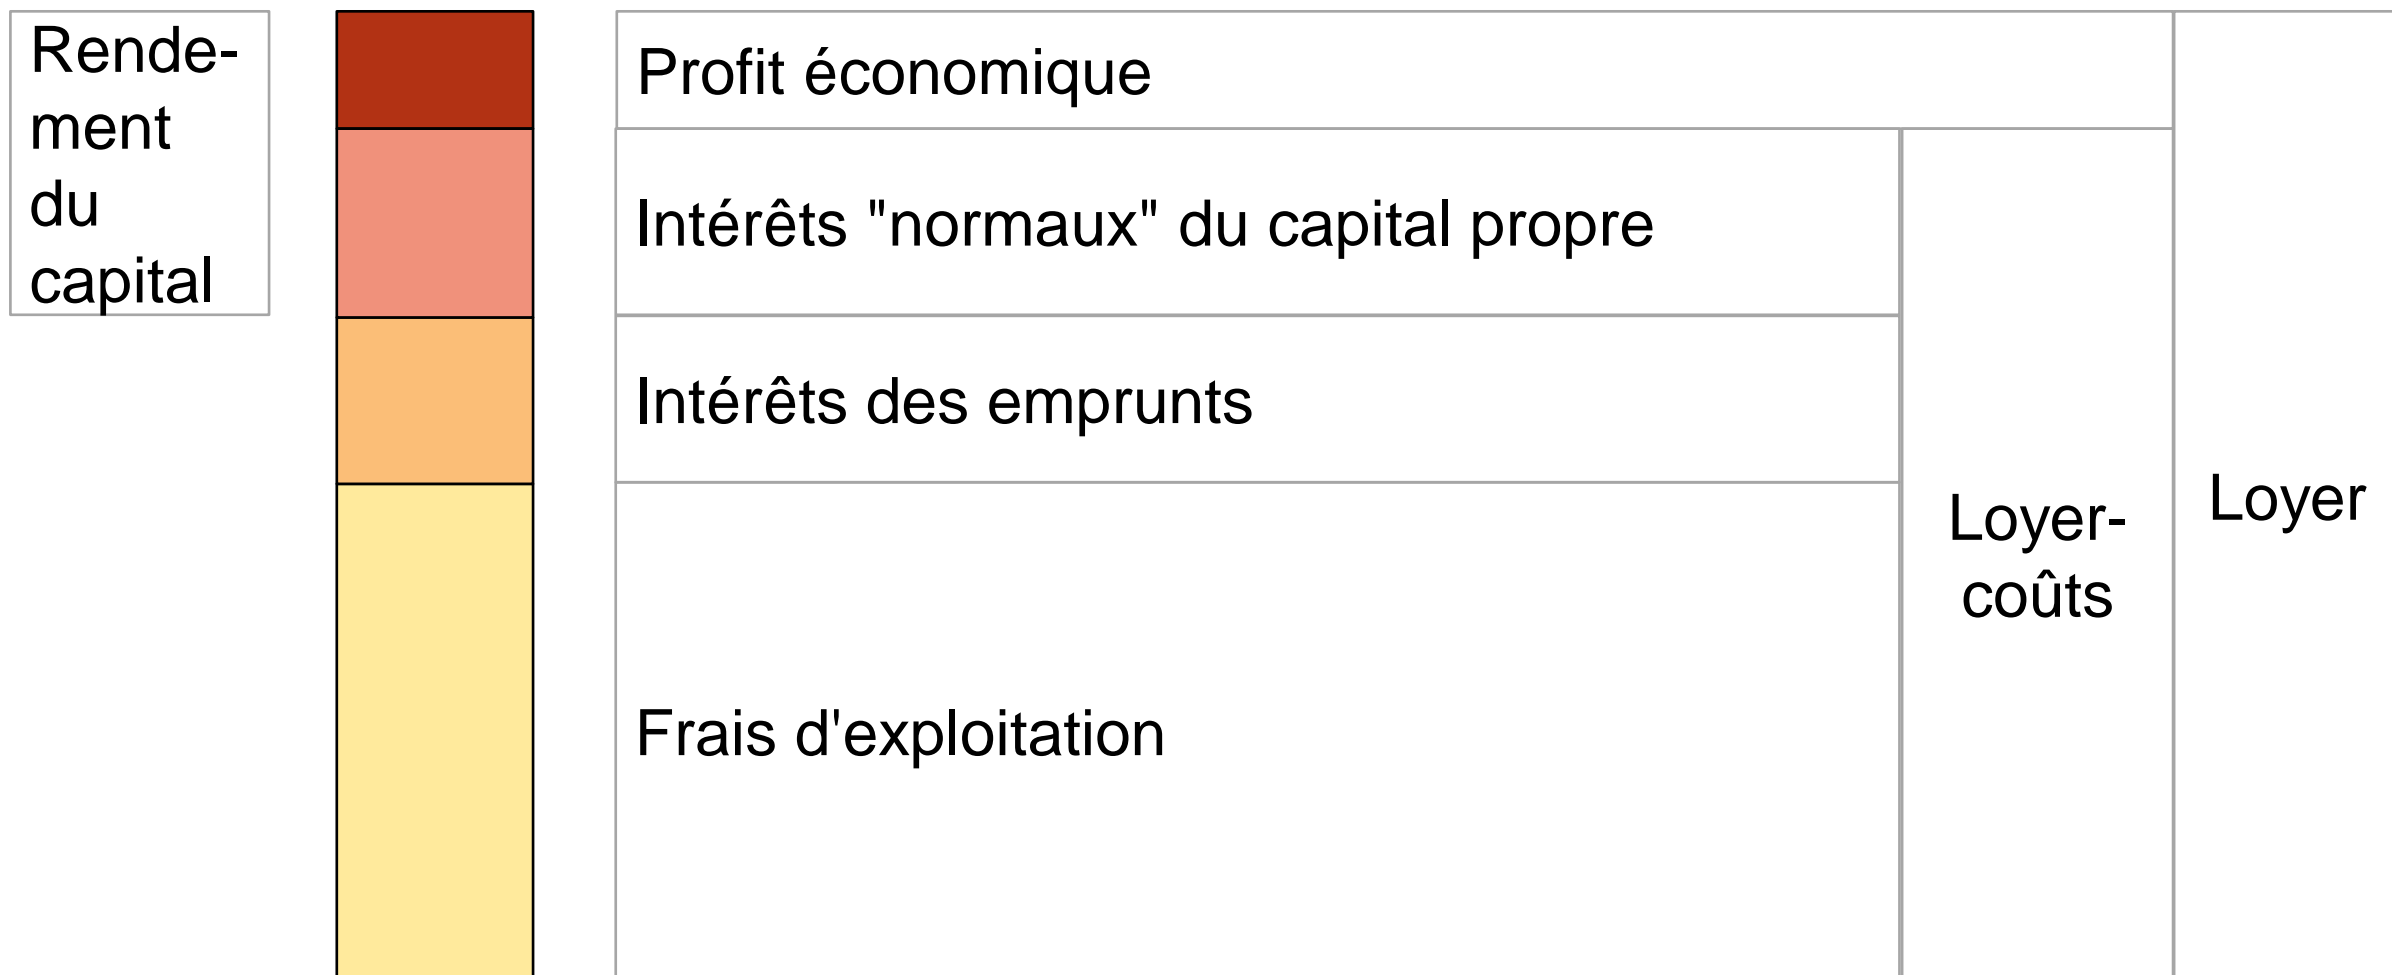 Rende-
ment
du
capital
Profit économique
Intérêts "normaux" du capital propre
Intérêts des emprunts
Frais d'exploitation
Loyer-
coûts
Loyer